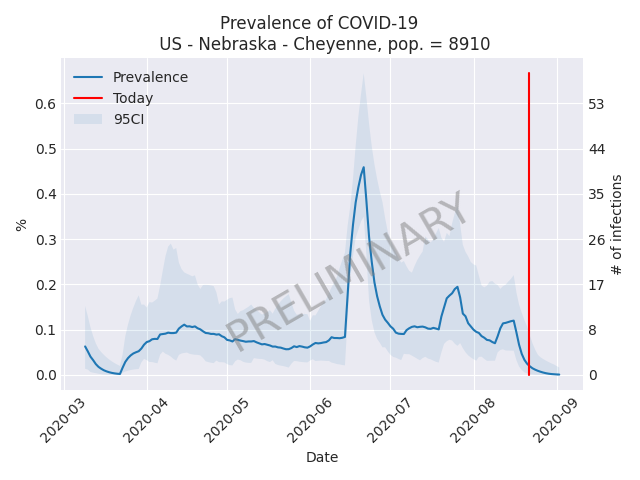 Prevalence of COVID-19
US - Nebraska - Cheyenne, pop. = 8910
Prevalence
Today
95CI
0.6
0.5
0.4
0.3
0.2
0.1
0.0
%
53
44
35
26
17
8
0
# of infections
PRELIMINARY
2020-03
2020-04
2020-05
2020-06
2020-07
2020-08
2020-09
Date